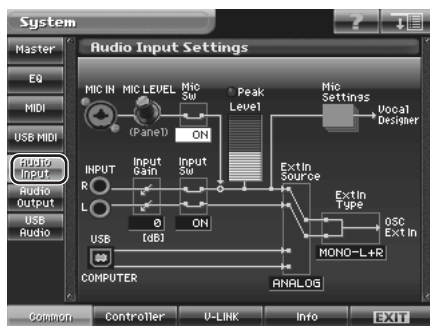 System
?
Master
EQ
MIDI
USB MIDI
Audio
Input
Audio
Output
USB
Audio
Audio Input Settings
MIC IN
MIC LEVEL
(Panel)
Mic
Sw
ON
Peak
Level
Mic
Settings
Vocal
Designer
INPUT
R
L
Input
Gain
0
[dB]
Input
Sw
ON
ExtIn
Source
ANALOG
ExtIn
Type
MONO-L+R
OSC
Ext In
USB
COMPUTER
Common
Controller
V-LINK
Info
EXIT